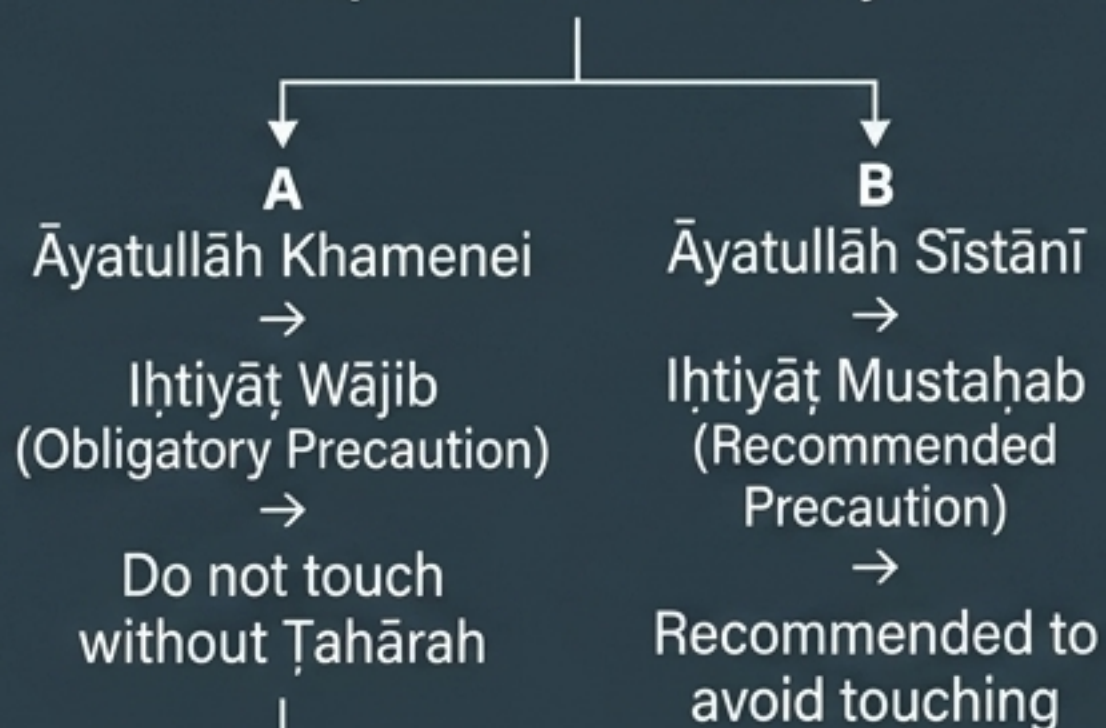 A
Āyatullāh Khamenei
→
Iḥtiyāṭ Wājib
(Obligatory Precaution)
→
Do not touch
without Ṭahārah
B
Āyatullāh Sīstānī
→
Iḥtiyāṭ Mustaḥab
(Recommended
Precaution)
→
Recommended to
avoid touching